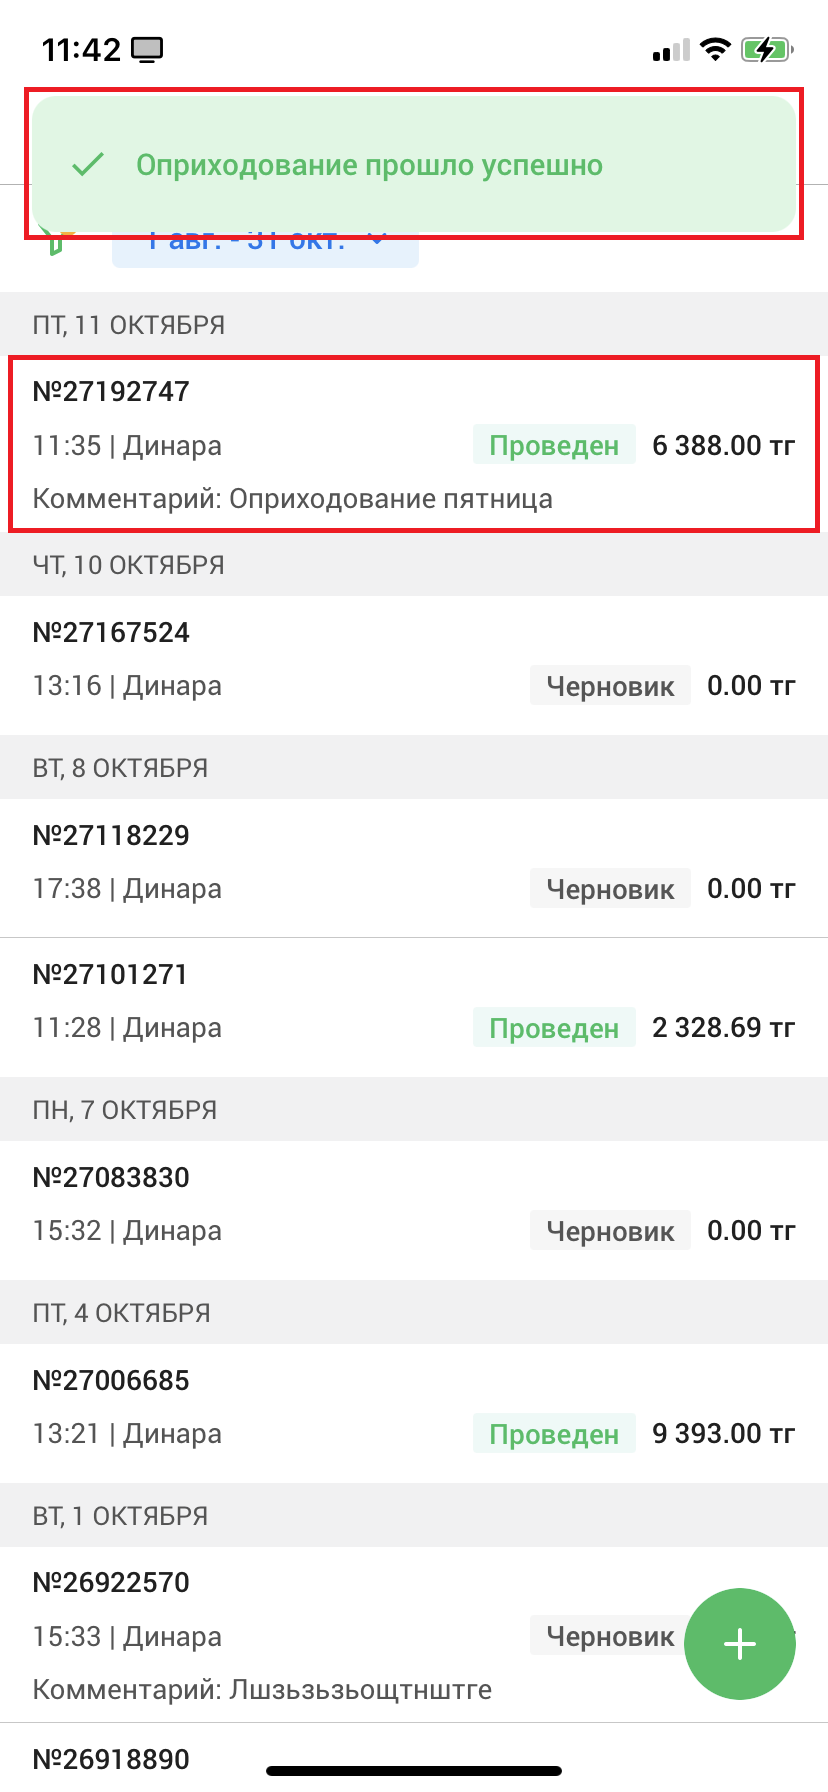 11:42
Оприходование прошло успешно
1 авг. - 31 окт.
ПТ, 11 ОКТЯБРЯ
№27192747
11:35 | Динара Проведен 6 388.00 тг
Комментарий: Оприходование пятница
ЧТ, 10 ОКТЯБРЯ
№27167524
13:16 | Динара Черновик 0.00 тг
ВТ, 8 ОКТЯБРЯ
№27118229
17:38 | Динара Черновик 0.00 тг
№27101271
11:28 | Динара Проведен 2 328.69 тг
ПН, 7 ОКТЯБРЯ
№27083830
15:32 | Динара Черновик 0.00 тг
ПТ, 4 ОКТЯБРЯ
№27006685
13:21 | Динара Проведен 9 393.00 тг
ВТ, 1 ОКТЯБРЯ
№26922570
15:33 | Динара Черновик
Комментарий: Лшзьзьзьощтнштге
№26918890